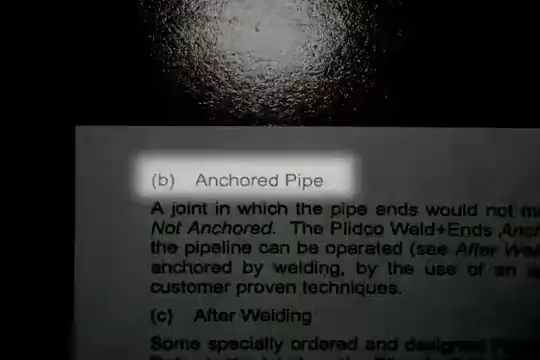 (b) Anchored Pipe
A joint in which the pipe ends would not
Not Anchored. The Plidco Weld+Ends
the pipeline can be operated (see After
anchored by welding, by the use of an
customer proven techniques.
(c) After Welding
Some specially ordered and designed